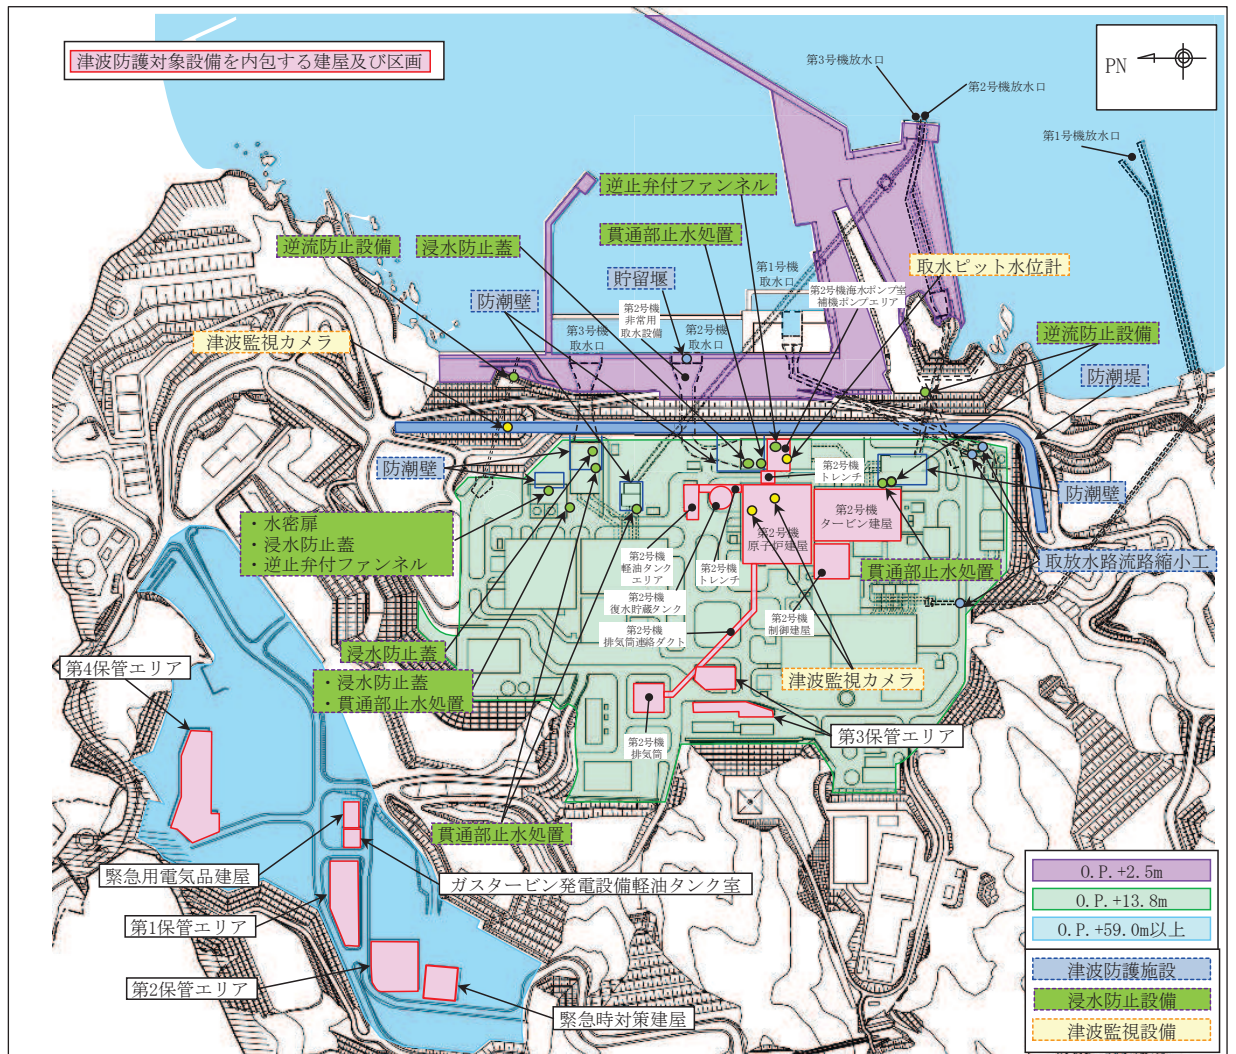 津波防護対象設備を内包する建屋及び区画
PN
第3号機放水口
第2号機放水口
第1号機放水口
逆止弁付ファンネル
貫通部止水処置
逆流防止設備
浸水防止蓋
貯留堰
防潮壁
第2号機
非常用
取水設備
第1号機
取水口
第2号機海水ポンプ室
補機ポンプエリア
取水ピット水位計
津波監視カメラ
第3号機
取水口
第2号機
取水口
逆流防止設備
防潮堤
防潮壁
第2号機
トレンチ
防潮壁
・水密扉
・浸水防止蓋
・逆止弁付ファンネル
第2号機
原子炉建屋
第2号機
タービン建屋
第2号機
軽油タンク
エリア
第2号機
トレンチ
貫通部止水処置
取放水路流路縮小工
第2号機
復水貯蔵タンク
第2号機
排気筒連絡ダクト
第2号機
制御建屋
浸水防止蓋
・浸水防止蓋
・貫通部止水処置
津波監視カメラ
第4保管エリア
第2号機
排気筒
第3保管エリア
貫通部止水処置
緊急用電気品建屋
ガスタービン発電設備軽油タンク室
第1保管エリア
第2保管エリア
緊急時対策建屋
O.P.+2.5m
O.P.+13.8m
O.P.+59.0m以上
津波防護施設
浸水防止設備
津波監視設備